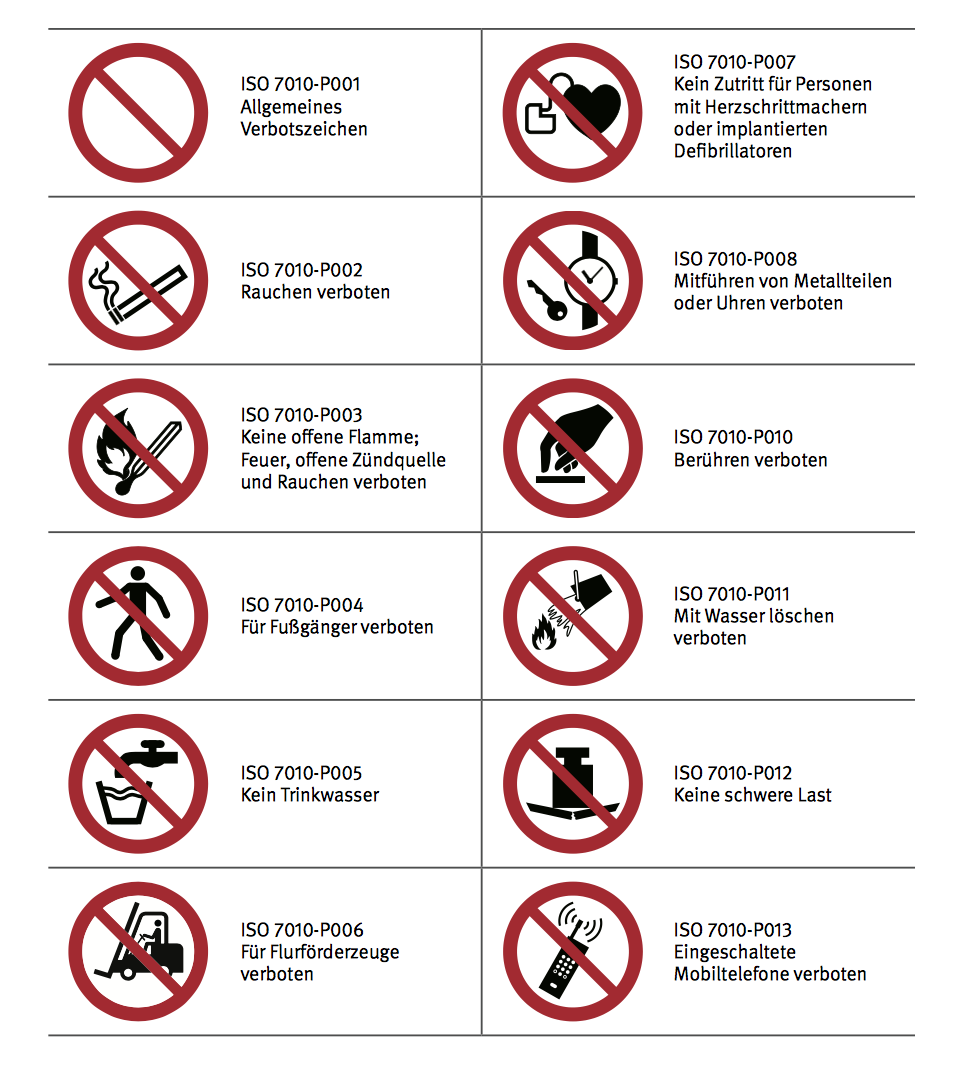 ISO 7010-P001
Allgemeines
Verbotszeichen
ISO 7010-P007
Kein Zutritt für Personen
mit Herzschrittmachern
oder implantierten
Defibrillatoren
ISO 7010-P002
Rauchen verboten
ISO 7010-P008
Mitführen von Metallteilen
oder Uhren verboten
ISO 7010-P003
Keine offene Flamme;
Feuer, offene Zündquelle
und Rauchen verboten
ISO 7010-P010
Berühren verboten
ISO 7010-P004
Für Fußgänger verboten
ISO 7010-P011
Mit Wasser löschen
verboten
ISO 7010-P005
Kein Trinkwasser
ISO 7010-P012
Keine schwere Last
ISO 7010-P006
Für Flurförderzeuge
verboten
ISO 7010-P013
Eingeschaltete
Mobiltelefone verboten